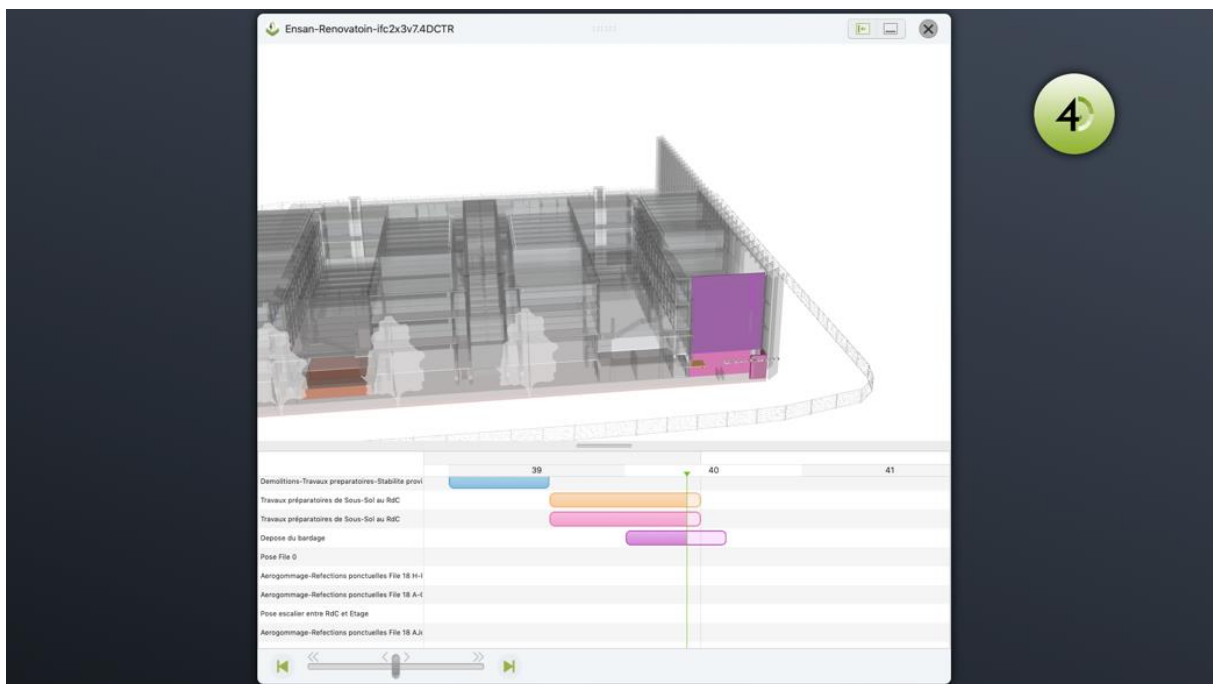 Ensan-Renovatoin-ifc2x3v7.4DCTR
4D
39 40 41
Demolitions-Travaux preparatoires-Stabilite provi
Travaux préparatoires de Sous-Sol au RdC
Travaux préparatoires de Sous-Sol au RdC
Depose du bardage
Pose File 0
Aerogommage-Refections ponctuelles File 18 H-I
Aerogommage-Refections ponctuelles File 18 A-
Pose escalier entre RdC et Etage
Aerogommage-Refections ponctuelles File 18